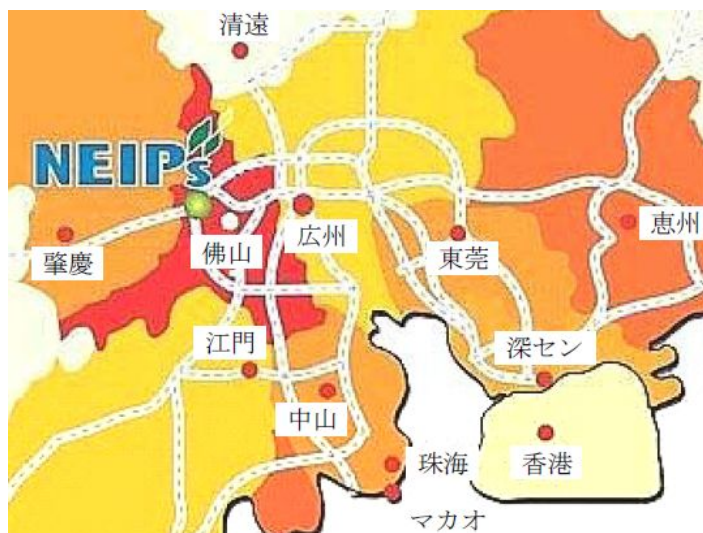 清遠
NEIPs
肇慶
佛山
広州
東莞
恵州
江門
深セン
中山
珠海
香港
マカオ